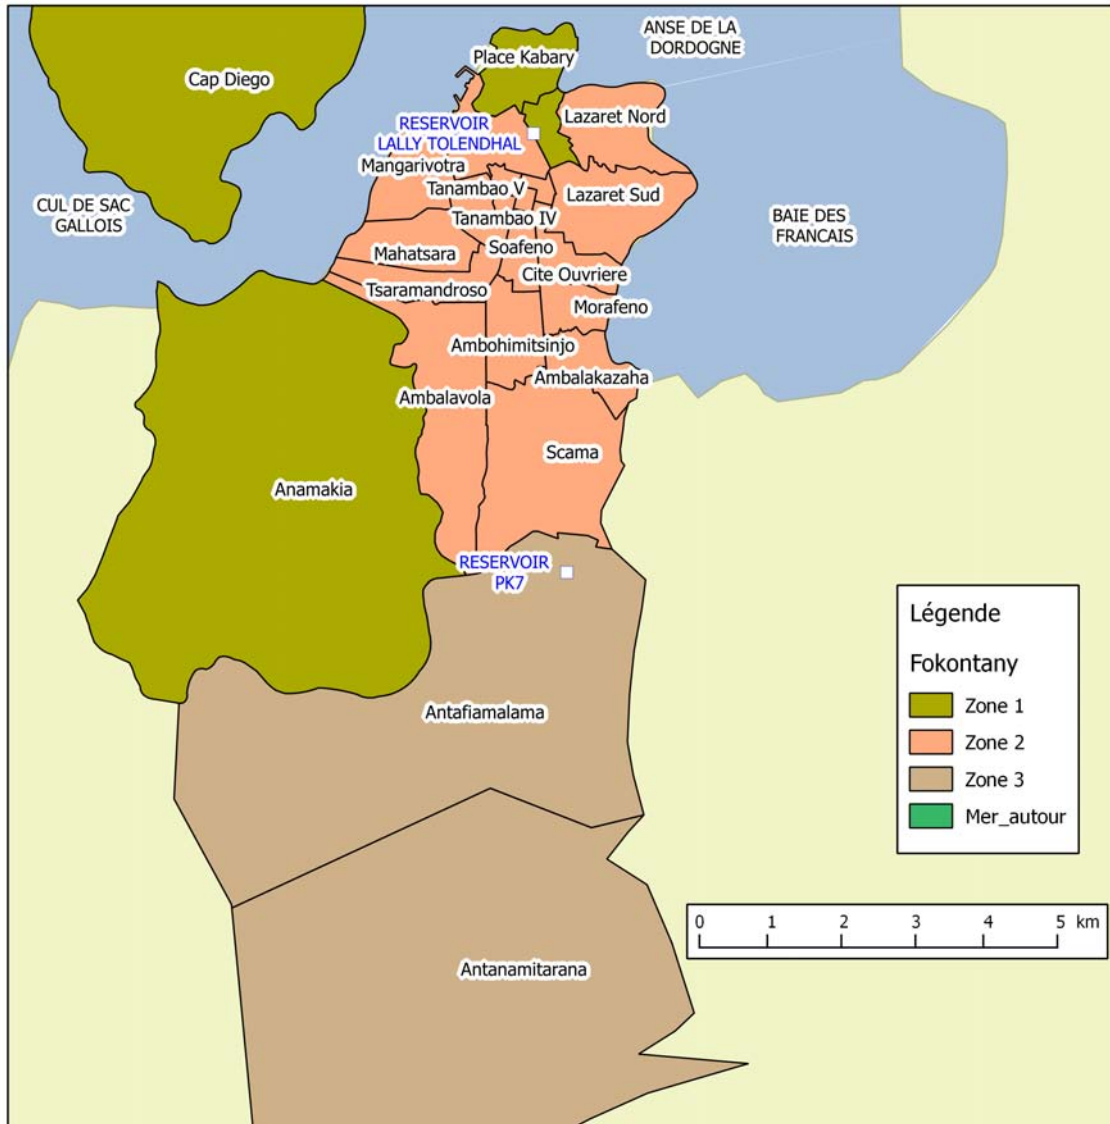 ANSE DE LA
DORDOGNE
Place Kabary
Cap Diego
Lazaret Nord
RESERVOIR
LALLY TOLENDHAL
Mangarivotra
Tanambao V
Lazaret Sud
CUL DE SAC
GALLOIS
Tanambao IV
BAIE DES
FRANCAIS
Soafeno
Mahatsara
Cite Ouvriere
Tsaramandroso
Morafeno
Ambohimitsinjo
Ambalakazaha
Ambalavola
Scama
Anamakia
RESERVOIR
PK7
Antafiamalama
Antanamitarana
Légende
Fokontany
Zone 1
Zone 2
Zone 3
Mer_autour
0 1 2 3 4 5 km